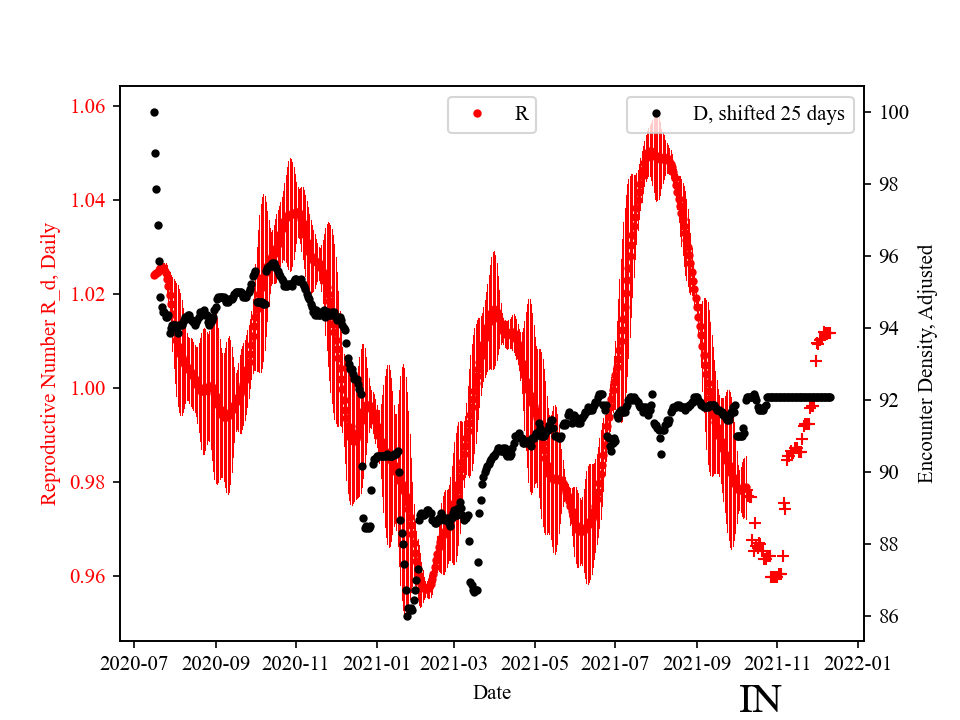 R
D, shifted 25 days
1.06
1.04
1.02
1.00
0.98
0.96
Reproductive Number R_d, Daily
100
98
96
94
92
90
88
86
Encounter Density, Adjusted
2020-07 2020-09 2020-11 2021-01 2021-03 2021-05 2021-07 2021-09 2021-11 2022-01
Date
IN